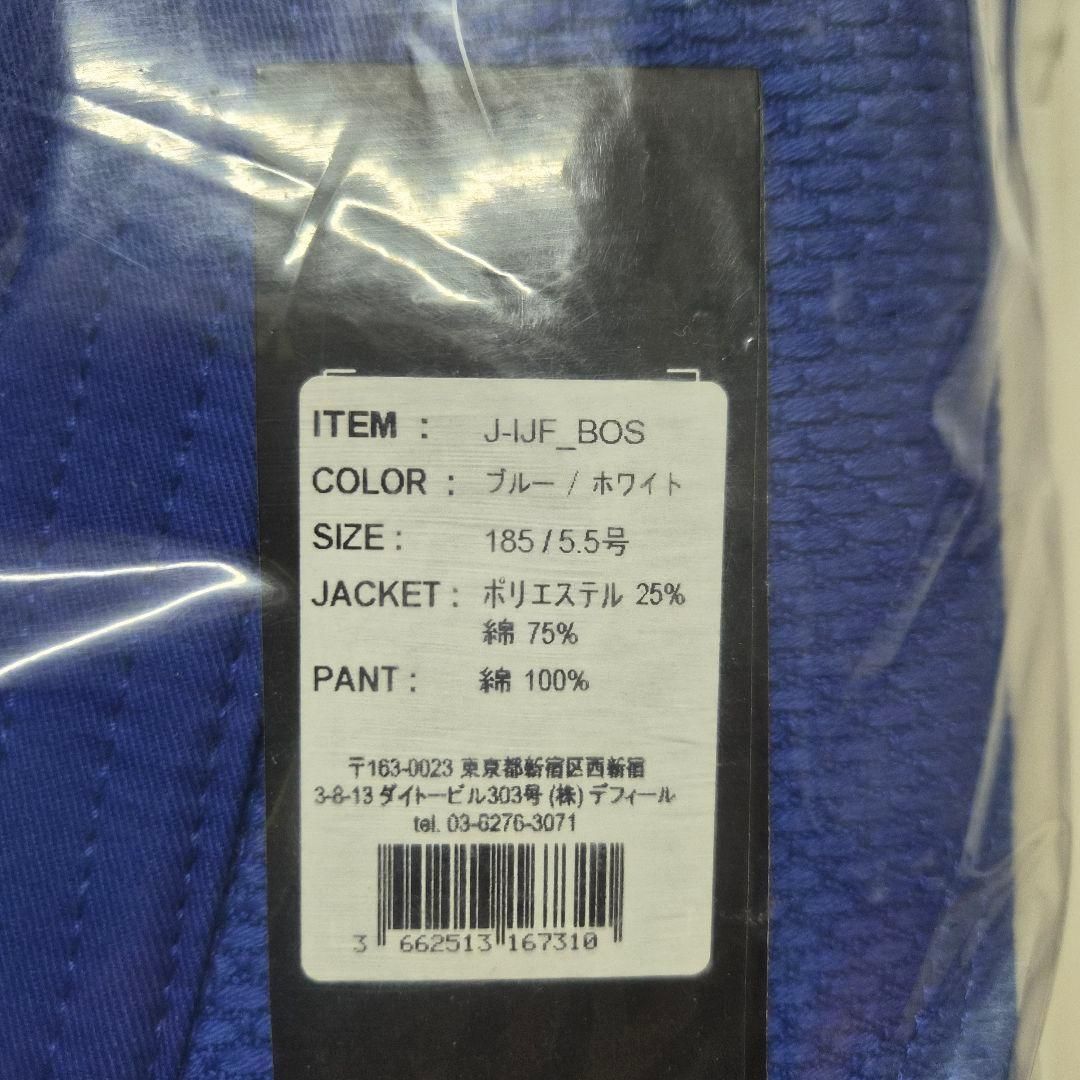 ITEM : J-IJF_BOS
COLOR : ブルー / ホワイト
SIZE : 185 / 5.5号
JACKET : ポリエステル 25%
綿 75%
PANT : 綿 100%
〒163-0023 東京都新宿区西新宿
3-8-13 ダイトービル303号 (株) デフィール
tel. 03-6276-3071
3 662513 167310